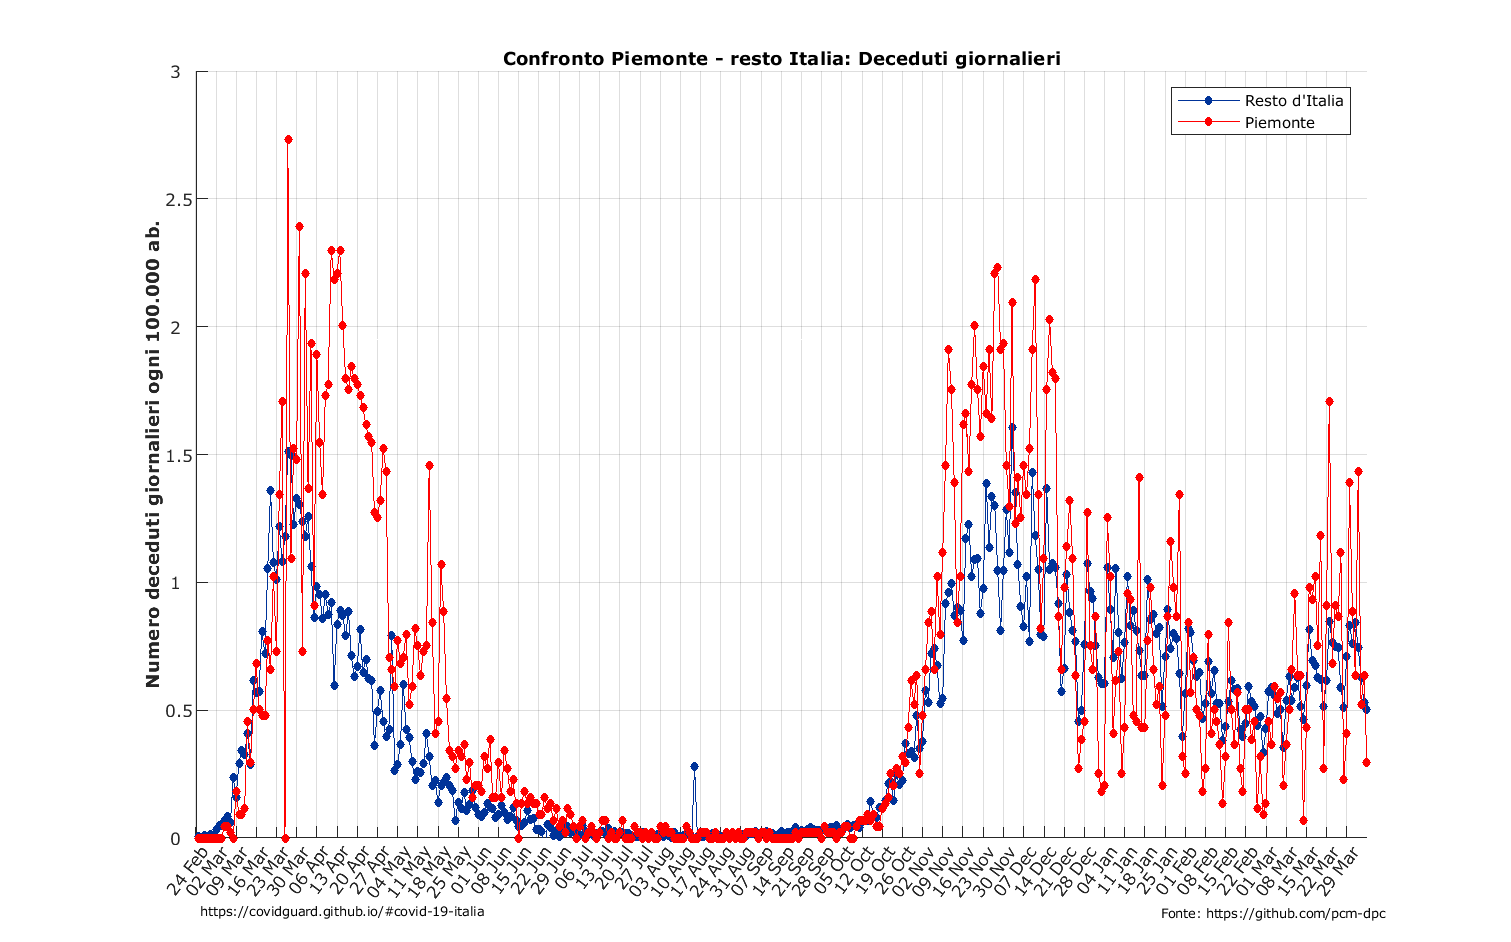 Confronto Piemonte - resto Italia: Deceduti giornalieri
Resto d'Italia
Piemonte
Numero deceduti giornalieri ogni 100.000 ab.
3
2.5
2
1.5
1
0.5
0
24 Feb
02 Mar
09 Mar
16 Mar
23 Mar
30 Mar
06 Apr
13 Apr
20 Apr
27 Apr
04 May
11 May
18 May
25 May
01 Jun
08 Jun
15 Jun
22 Jun
29 Jun
06 Jul
13 Jul
20 Jul
27 Jul
03 Aug
10 Aug
17 Aug
24 Aug
31 Aug
07 Sep
14 Sep
21 Sep
28 Sep
05 Oct
12 Oct
19 Oct
26 Oct
02 Nov
09 Nov
16 Nov
23 Nov
30 Nov
07 Dec
14 Dec
21 Dec
28 Dec
04 Jan
11 Jan
18 Jan
25 Jan
01 Feb
08 Feb
15 Feb
22 Feb
01 Mar
08 Mar
15 Mar
22 Mar
29 Mar
https://covidguard.github.io/#covid-19-italia
Fonte: https://github.com/pcm-dpc